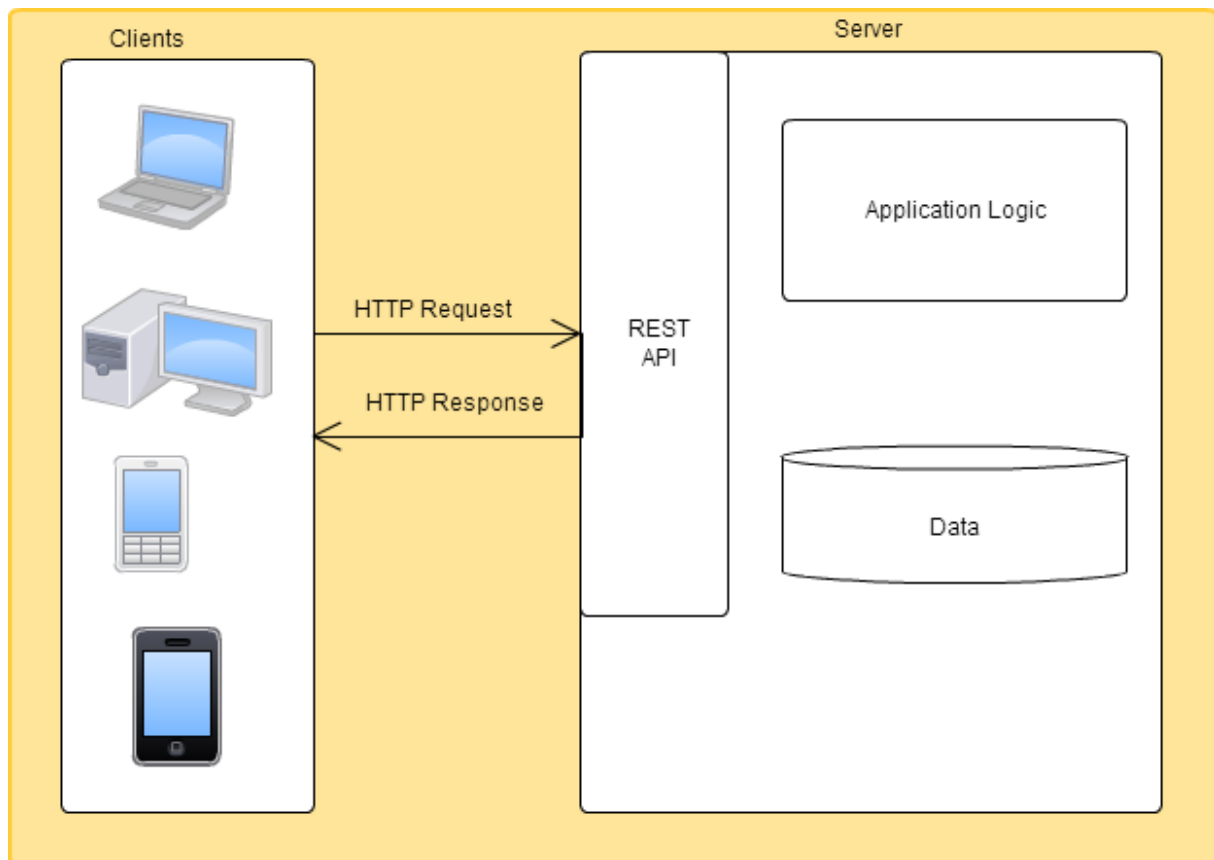 Clients
Server
Application Logic
HTTP Request
REST
API
HTTP Response
Data